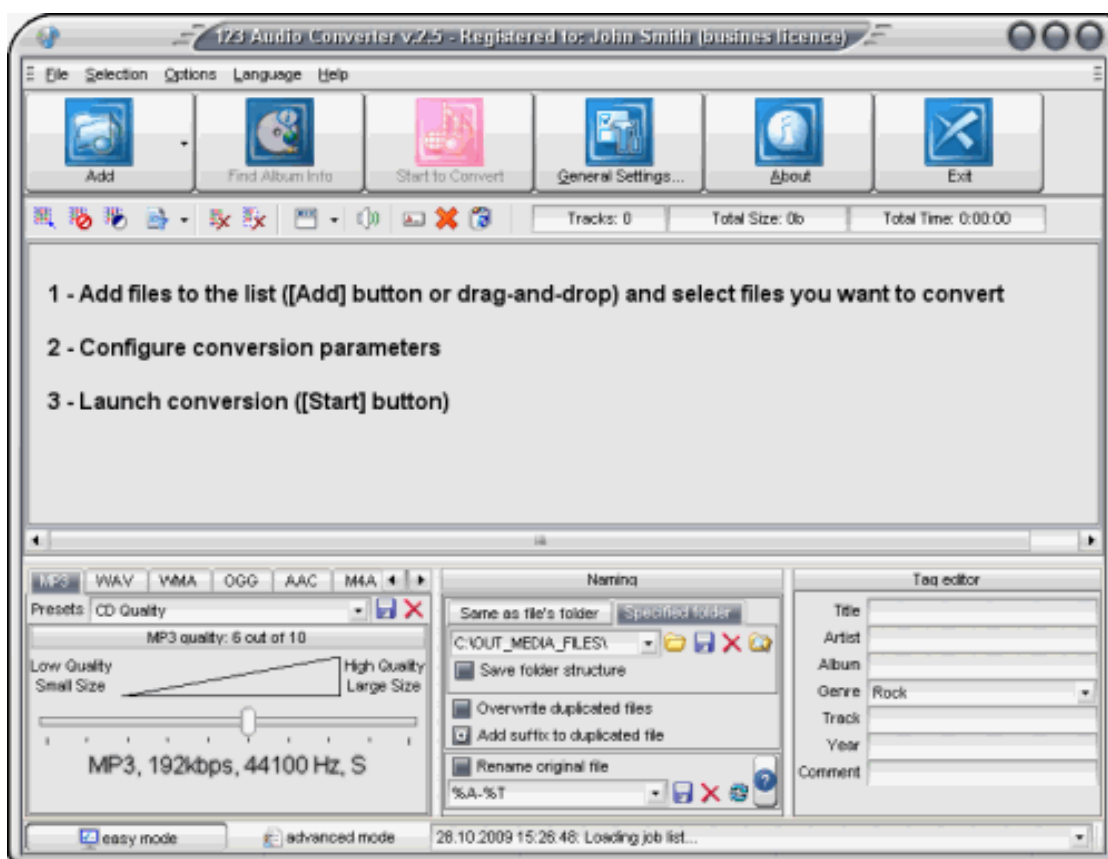 123 Audio Converter v.2.5 - Registered to: John Smith (busines licence)
File Selection Options Language Help
Add Find Album Info Start to Convert General Settings... About Exit
Tracks: 0 Total Size: 0b Total Time: 0:00:00
1 - Add files to the list ([Add] button or drag-and-drop) and select files you want to convert
2 - Configure conversion parameters
3 - Launch conversion ([Start] button)
MP3 WAV WMA OGG AAC M4A
Presets CD Quality
MP3 quality: 6 out of 10
Low Quality High Quality
Small Size Large Size
MP3, 192kbps, 44100 Hz, S
Naming
Same as file's folder Specified folder
C:\OUT_MEDIA_FILES\
Save folder structure
Overwrite duplicated files
Add suffix to duplicated file
Rename original file
%A-%T
Tag editor
Title
Artist
Album
Genre Rock
Track
Year
Comment
easy mode advanced mode 28.10.2009 15:26:48: Loading job list...